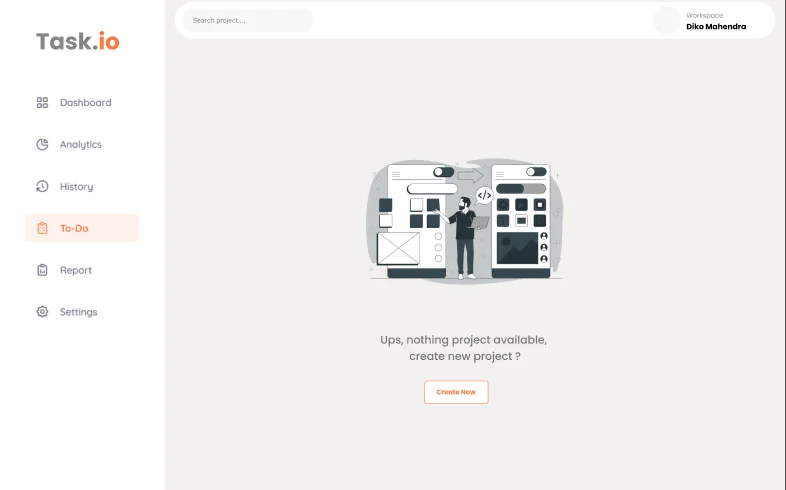 Task.io
Dashboard
Analytics
History
To-Do
Report
Settings
Search project ...
Workspace
Diko Mahendra
</>
Ups, nothing project available,
create new project ?
Create Now